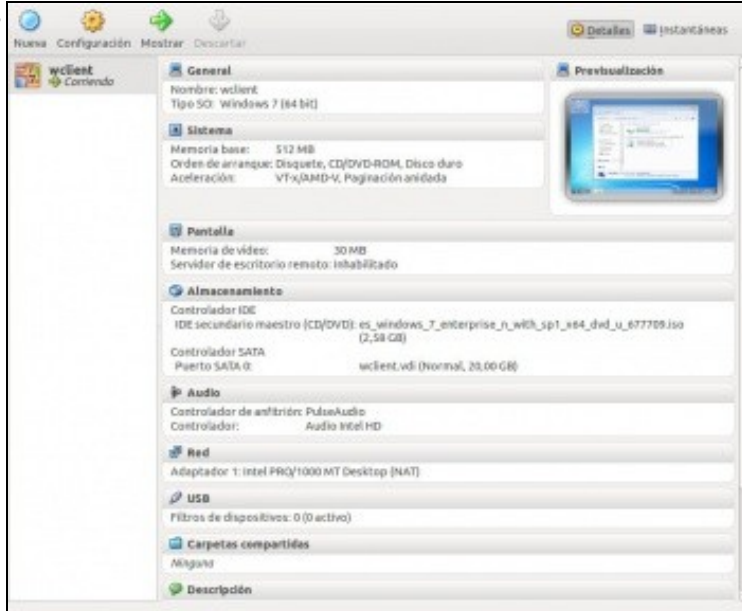 Nueva Configuración Mostrar Descartar
Detalles Instantáneas
wclient
Corriendo
General
Nombre: wclient
Tipo SO: Windows 7 (64 bit)
Previsualización
Sistema
Memoria base: 512 MB
Orden de arranque: Disquete, CD/DVD-ROM, Disco duro
Aceleración: VT-x/AMD-V, Paginación anidada
Pantalla
Memoria de vídeo: 30 MB
Servidor de escritorio remoto: Inhabilitado
Almacenamiento
Controlador IDE
IDE secundario maestro (CD/DVD): es_windows_7_enterprise_n_with_sp1_x64_dvd_u_677709.iso
(2,58 GB)
Controlador SATA
Puerto SATA 0: wclient.vdi (Normal, 20,00 GB)
Audio
Controlador de anfitrión: PulseAudio
Controlador: Audio Intel HD
Red
Adaptador 1: Intel PRO/1000 MT Desktop (NAT)
USB
Filtros de dispositivos: 0 (0 activo)
Carpetas compartidas
Ninguno
Descripción